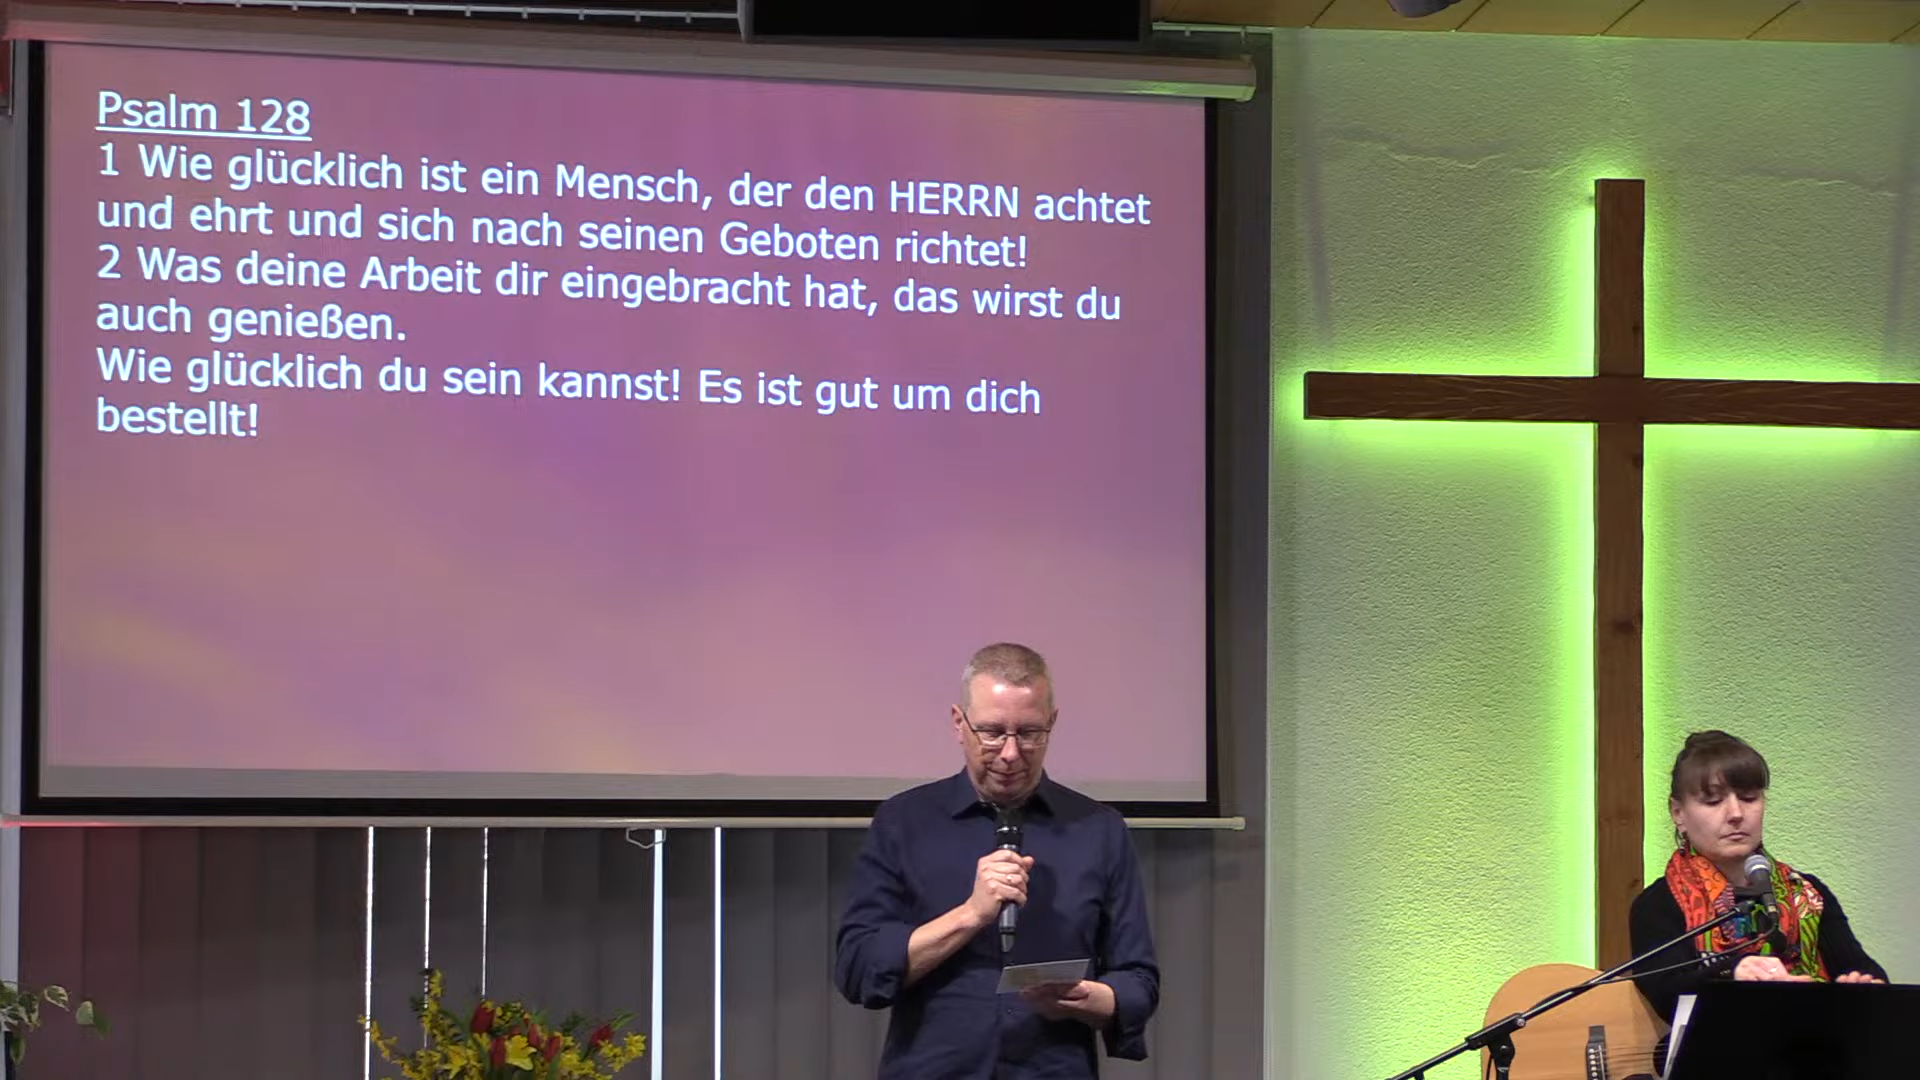 Psalm 128
1 Wie glücklich ist ein Mensch, der den HERRN achtet
und ehrt und sich nach seinen Geboten richtet!
2 Was deine Arbeit dir eingebracht hat, das wirst du
auch genießen.
Wie glücklich du sein kannst! Es ist gut um dich
bestellt!